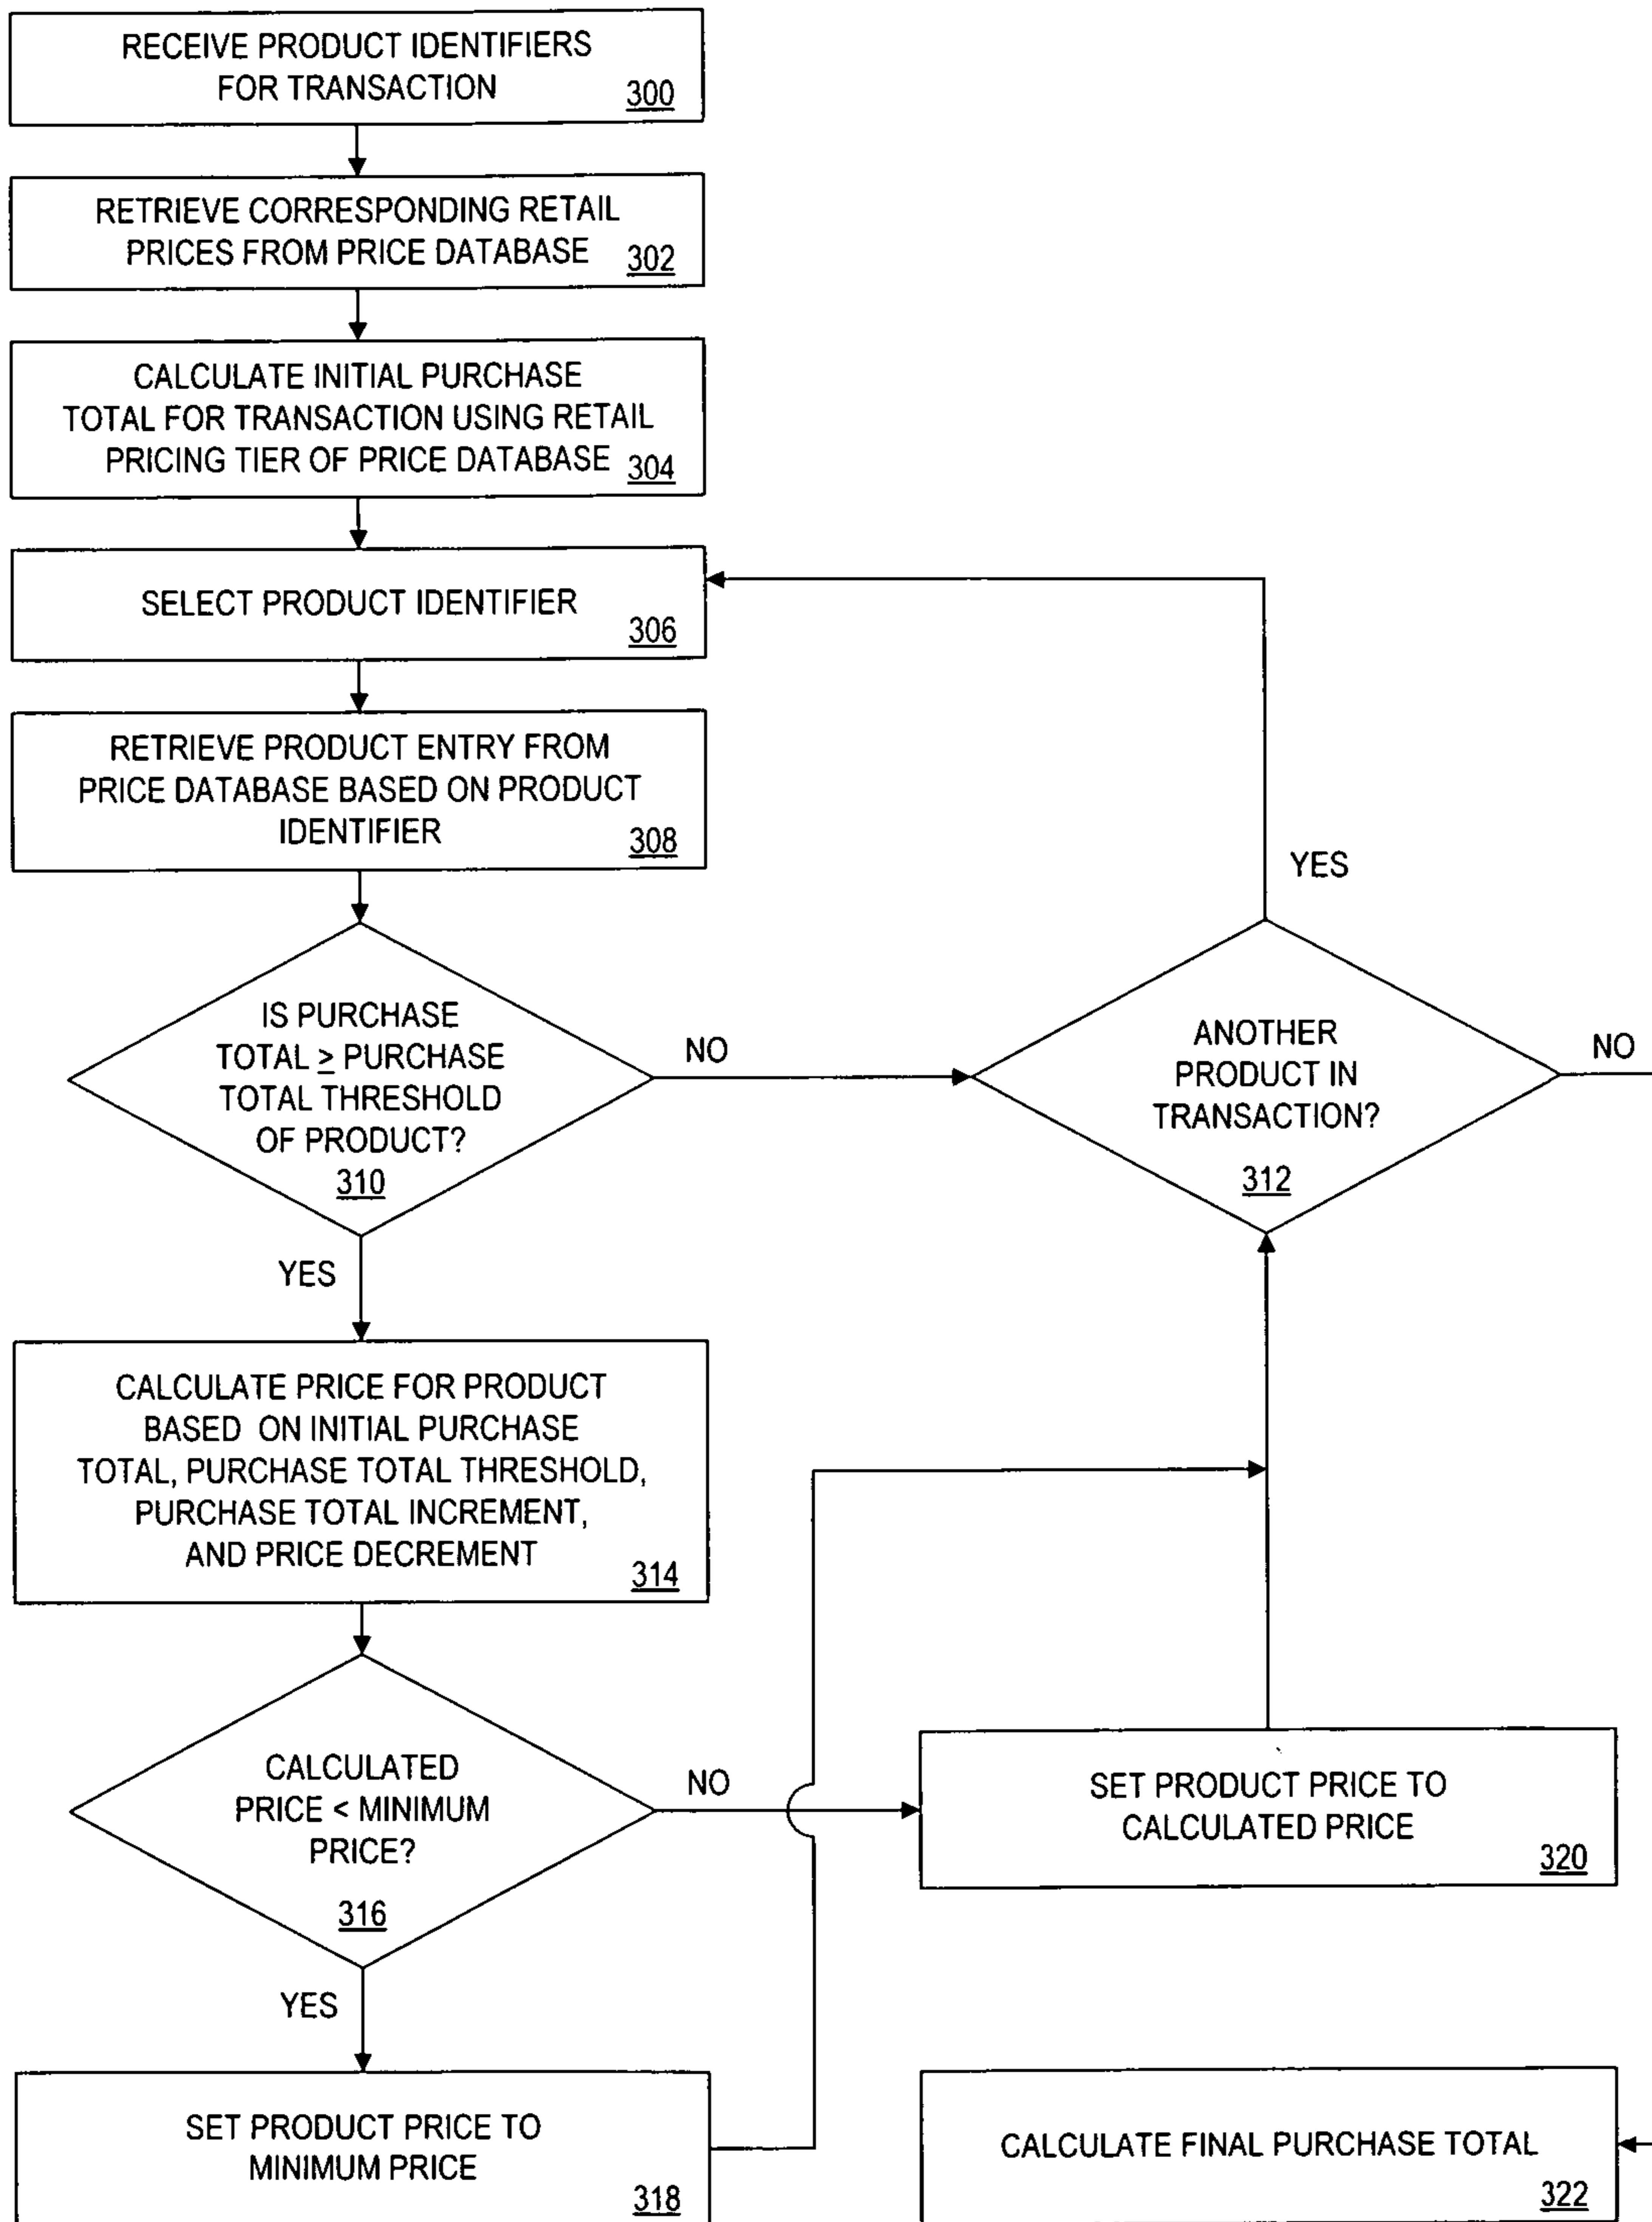 RECEIVE PRODUCT IDENTIFIERS
FOR TRANSACTION
300
RETRIEVE CORRESPONDING RETAIL
PRICES FROM PRICE DATABASE
302
CALCULATE INITIAL PURCHASE
TOTAL FOR TRANSACTION USING RETAIL
PRICING TIER OF PRICE DATABASE
304
SELECT PRODUCT IDENTIFIER
306
RETRIEVE PRODUCT ENTRY FROM
PRICE DATABASE BASED ON PRODUCT
IDENTIFIER
308
IS PURCHASE
TOTAL ≥ PURCHASE
TOTAL THRESHOLD
OF PRODUCT?
310
NO
YES
ANOTHER
PRODUCT IN
TRANSACTION?
312
YES
NO
CALCULATE PRICE FOR PRODUCT
BASED ON INITIAL PURCHASE
TOTAL, PURCHASE TOTAL THRESHOLD,
PURCHASE TOTAL INCREMENT,
AND PRICE DECREMENT
314
CALCULATED
PRICE < MINIMUM
PRICE?
316
NO
YES
SET PRODUCT PRICE TO
CALCULATED PRICE
320
SET PRODUCT PRICE TO
MINIMUM PRICE
318
CALCULATE FINAL PURCHASE TOTAL
322